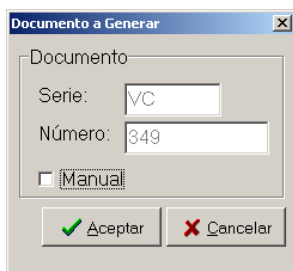 Documento a Generar
Documento
Serie: VC
Número: 349
Manual
Aceptar Cancelar